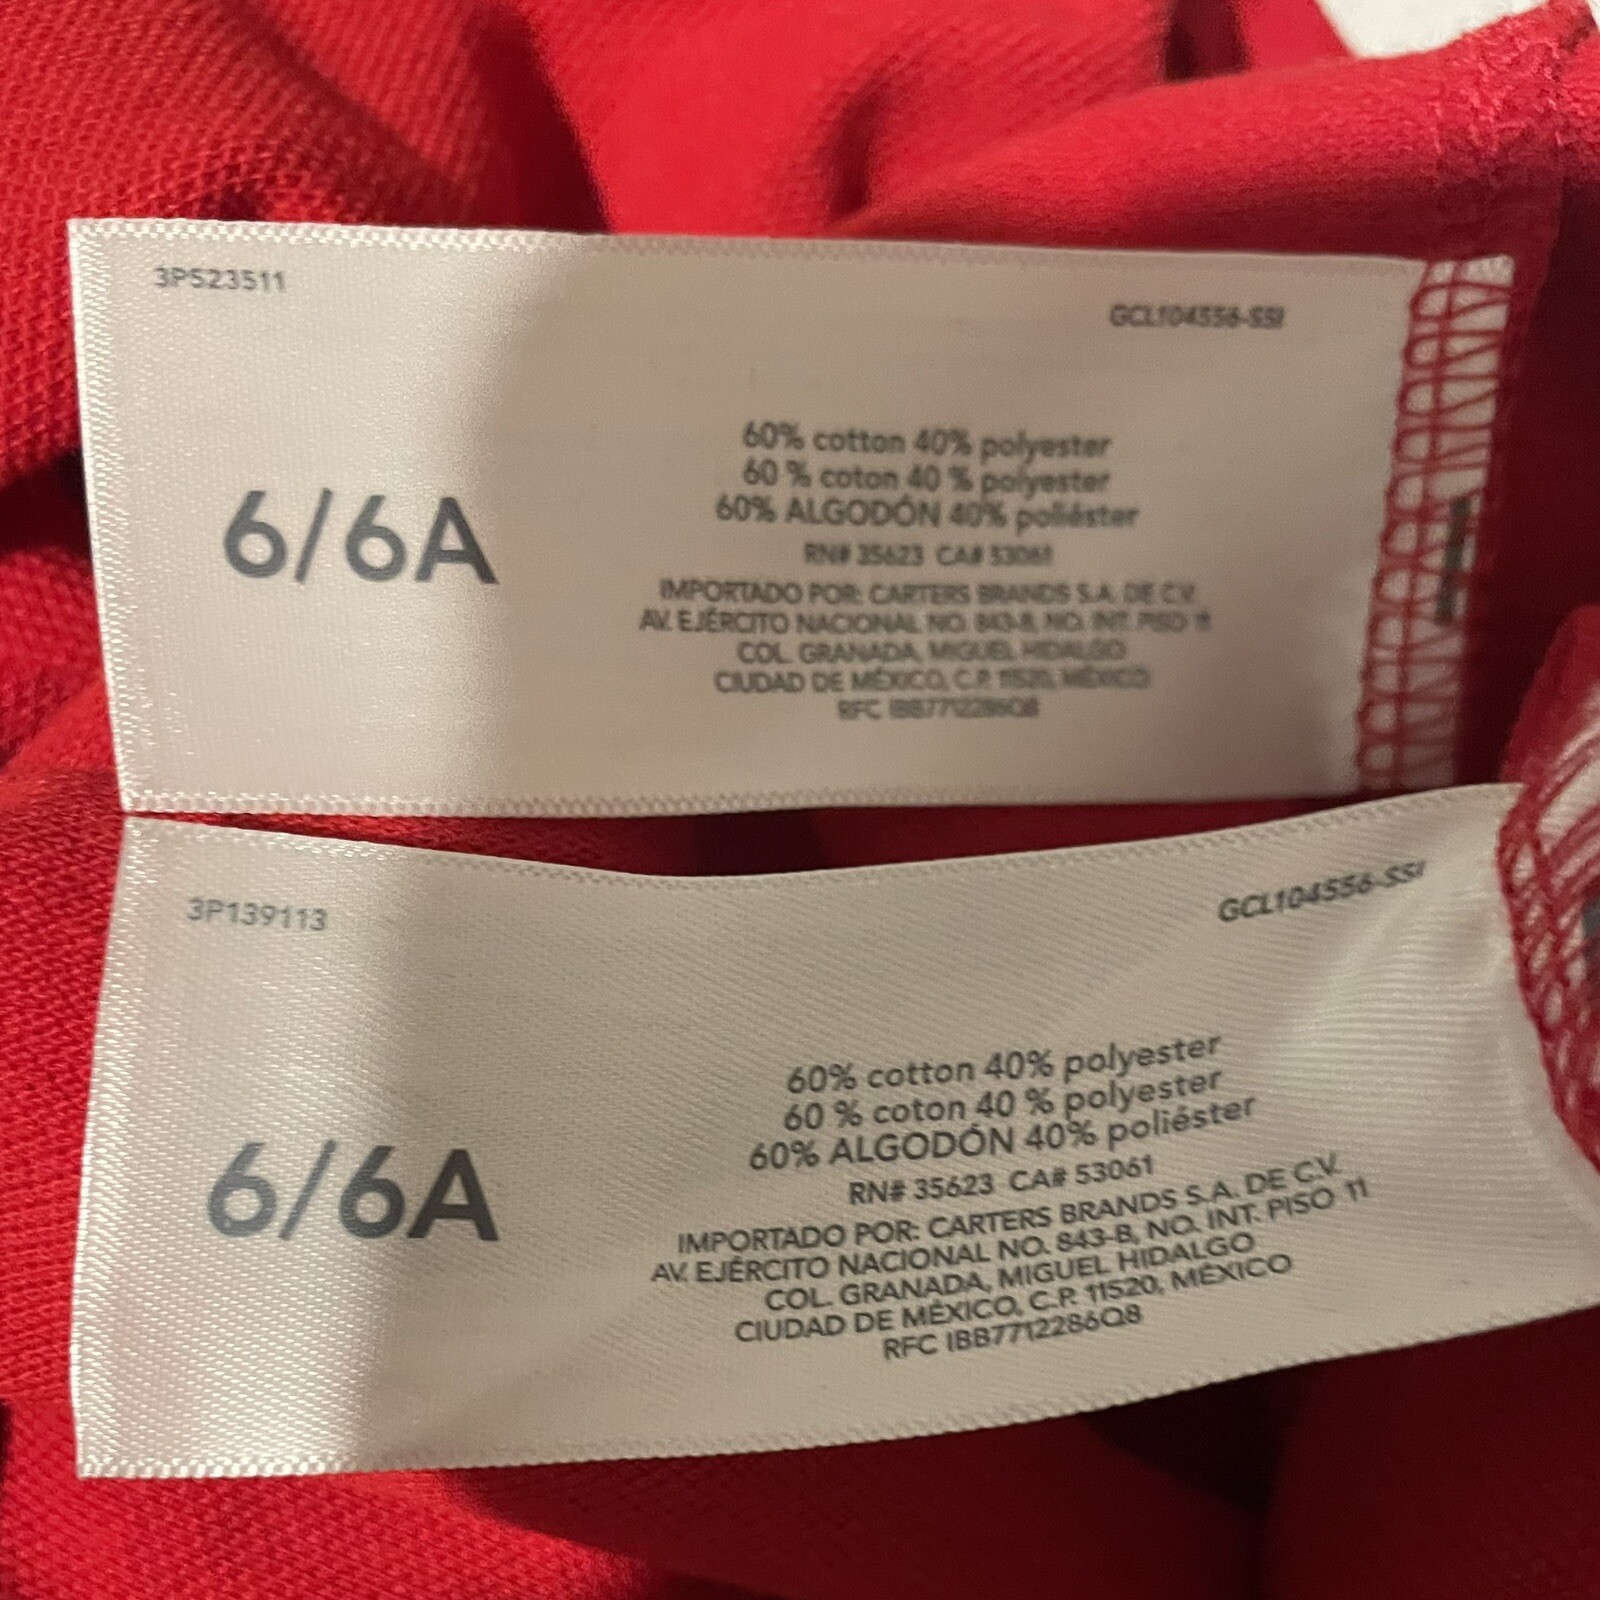 3P523511
GCL104556-SSI
60% cotton 40% polyester
60 % coton 40 % polyester
60% ALGODÓN 40% poliéster
6/6A
RN# 35623 CA# 53061
IMPORTADO POR: CARTERS BRANDS S.A. DE C.V.
AV. EJÉRCITO NACIONAL NO. 843-B, NO. INT. PISO 11
COL. GRANADA, MIGUEL HIDALGO
CIUDAD DE MÉXICO, C.P. 11520, MÉXICO
RFC IBB7712286Q8
3P139113
GCL104556-SSI
60% cotton 40% polyester
60 % coton 40 % polyester
60% ALGODÓN 40% poliéster
6/6A
RN# 35623 CA# 53061
IMPORTADO POR: CARTERS BRANDS S.A. DE C.V.
AV. EJÉRCITO NACIONAL NO. 843-B, NO. INT. PISO 11
COL. GRANADA, MIGUEL HIDALGO
CIUDAD DE MÉXICO, C.P. 11520, MÉXICO
RFC IBB7712286Q8